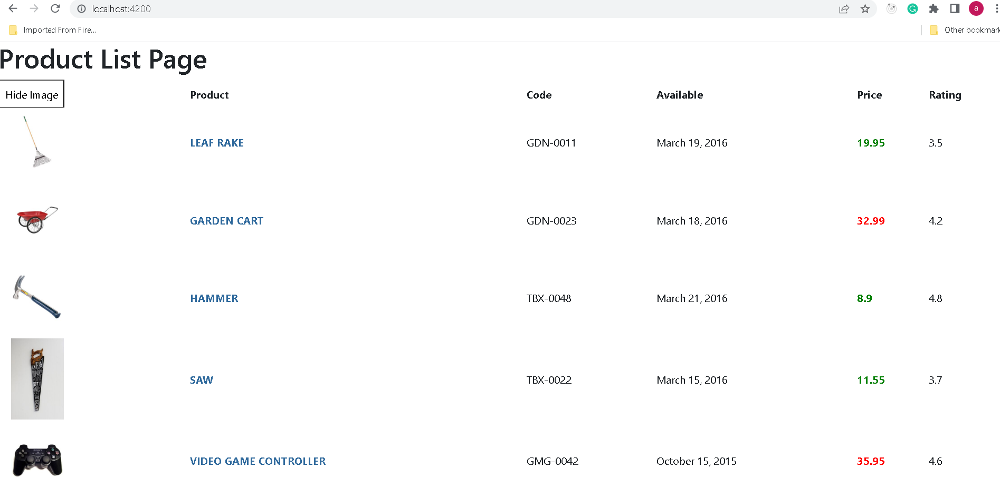 localhost:4200
a
Imported From Fire...
Other bookmark
Product List Page
Hide Image Product Code Available Price Rating
LEAF RAKE GDN-0011 March 19, 2016 19.95 3.5
GARDEN CART GDN-0023 March 18, 2016 32.99 4.2
HAMMER TBX-0048 March 21, 2016 8.9 4.8
SAW TBX-0022 March 15, 2016 11.55 3.7
EVERY
HUNGRY
NOT
VIDEO GAME CONTROLLER GMG-0042 October 15, 2015 35.95 4.6